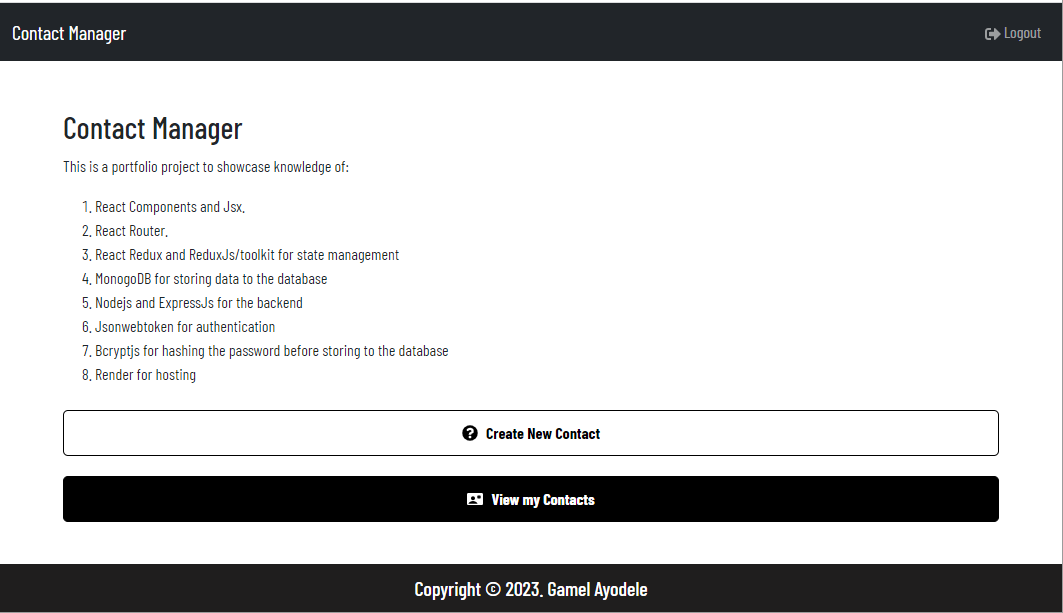 Contact Manager
Logout
Contact Manager
This is a portfolio project to showcase knowledge of:
1. React Components and Jsx.
2. React Router.
3. React Redux and ReduxJs/toolkit for state management
4. MonogoDB for storing data to the database
5. Nodejs and ExpressJs for the backend
6. Jsonwebtoken for authentication
7. Bcryptjs for hashing the password before storing to the database
8. Render for hosting
Create New Contact
View my Contacts
Copyright © 2023. Gamel Ayodele